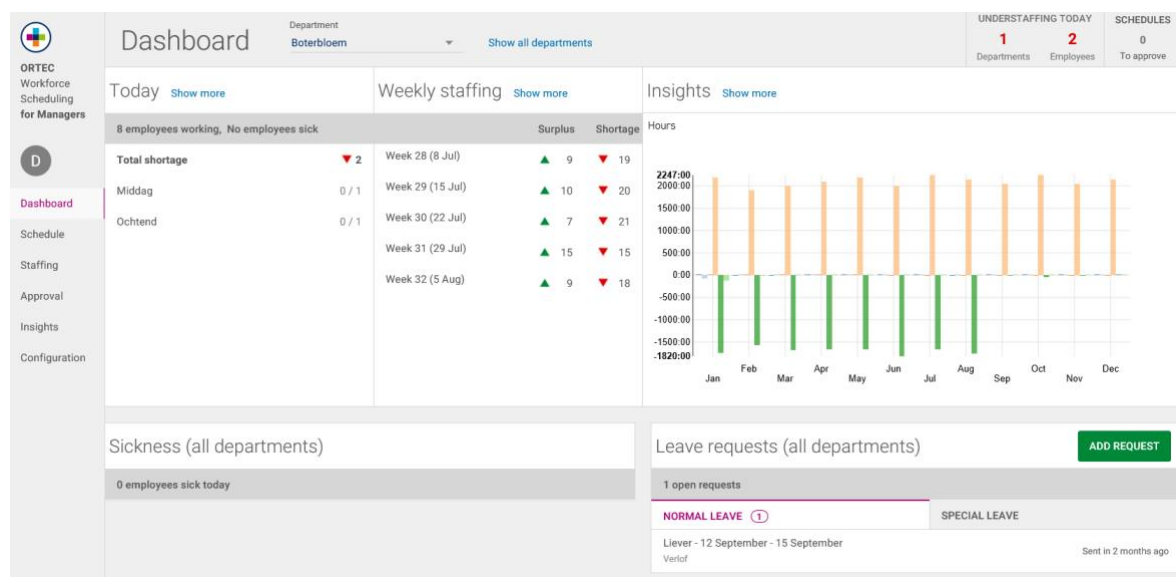 ORTEC
Workforce
Scheduling
for Managers
D
Dashboard
Schedule
Staffing
Approval
Insights
Configuration
Dashboard
Department
Boterbloem
Show all departments
UNDERSTAFFING TODAY
1 2
Departments Employees
SCHEDULES
0
To approve
Today Show more
8 employees working, No employees sick
Total shortage 2
Middag 0 / 1
Ochtend 0 / 1
Weekly staffing Show more
Surplus Shortage
Week 28 (8 Jul) 9 19
Week 29 (15 Jul) 10 20
Week 30 (22 Jul) 7 21
Week 31 (29 Jul) 15 15
Week 32 (5 Aug) 9 18
Insights Show more
Hours
2247:00
2000:00
1500:00
1000:00
500:00
0:00
-500:00
-1000:00
-1500:00
-1820:00
Jan Feb Mar Apr May Jun Jul Aug Sep Oct Nov Dec
Sickness (all departments)
0 employees sick today
Leave requests (all departments)
ADD REQUEST
1 open requests
NORMAL LEAVE 1
SPECIAL LEAVE
Liever - 12 September - 15 September
Verlof
Sent in 2 months ago